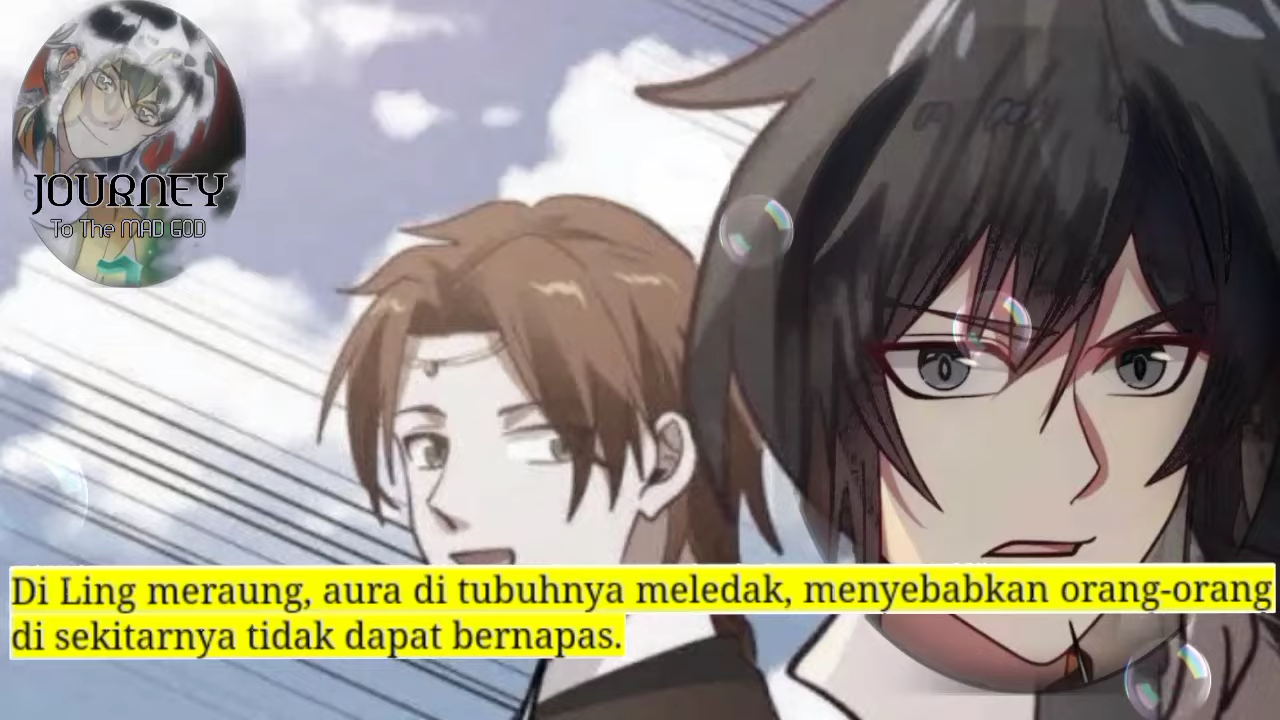 JOURNEY
To The MAD GOD
Di Ling meraung, aura di tubuhnya meledak, menyebabkan orang-orang
di sekitarnya tidak dapat bernapas.